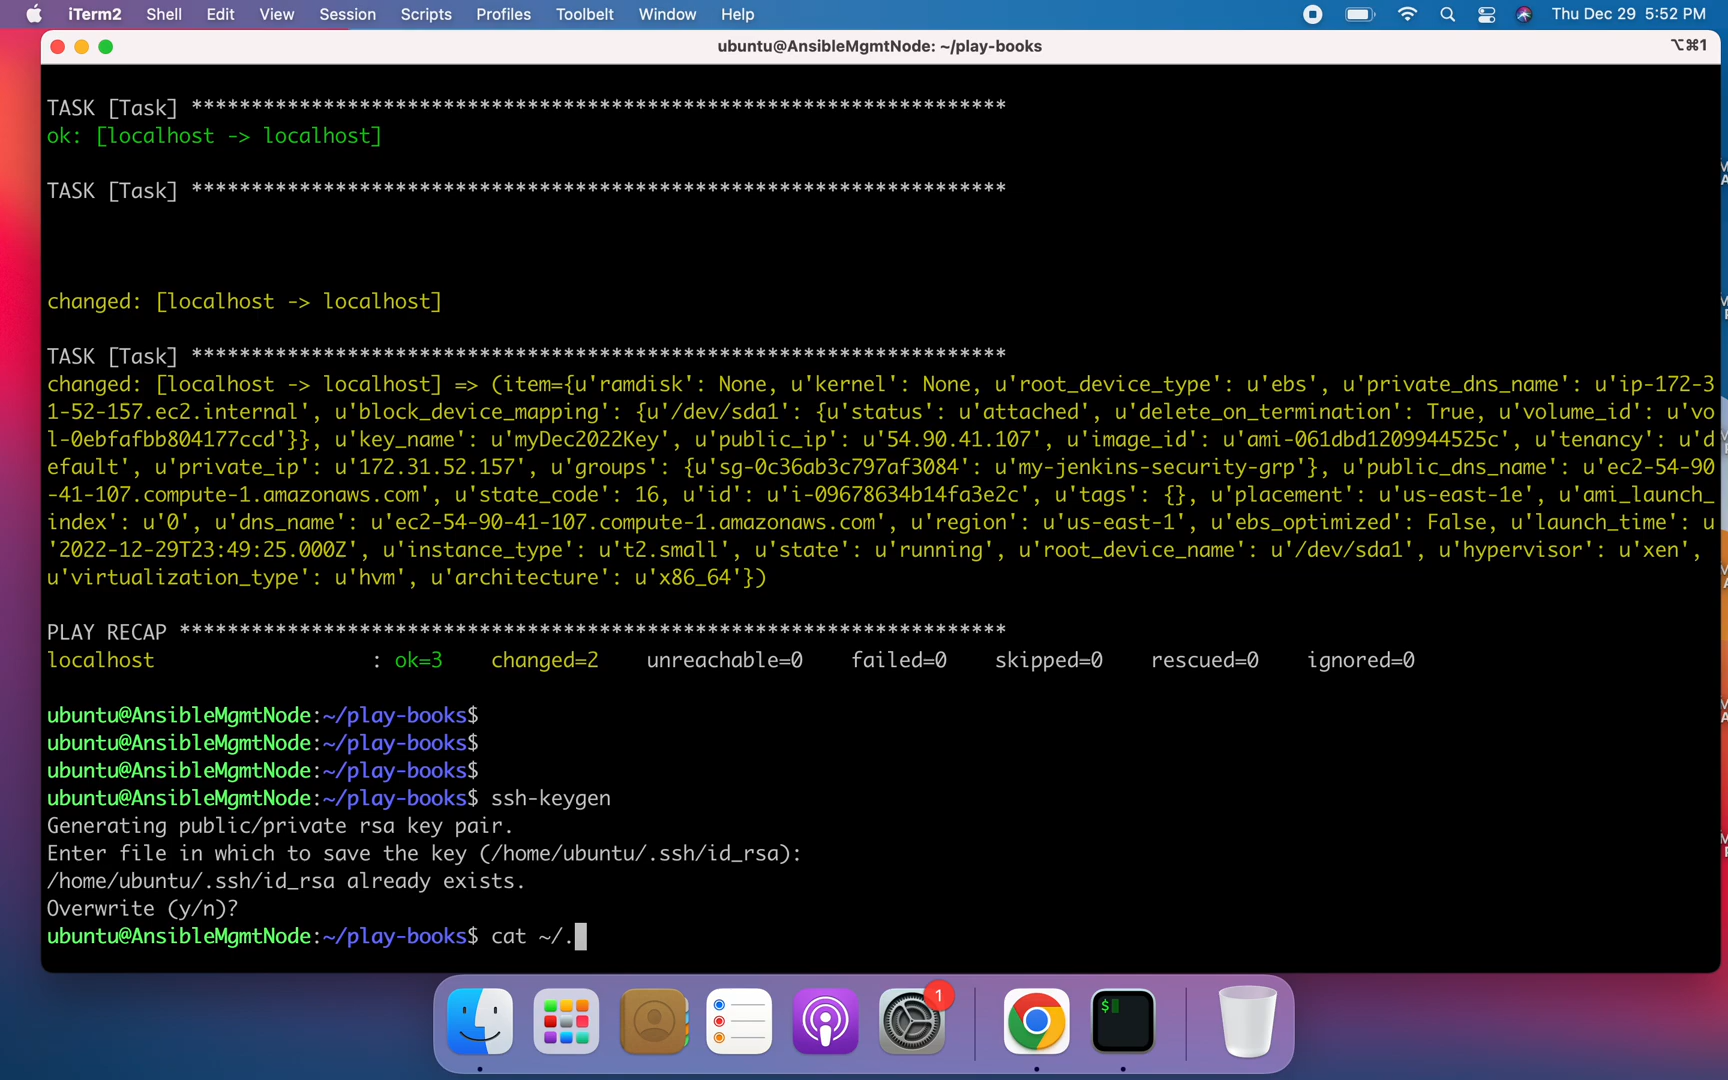 iTerm2 Shell Edit View Session Scripts Profiles Toolbelt Window Help Thu Dec 29 5:52 PM
ubuntu@AnsibleMgmtNode: ~/play-books ⌥⌘1
TASK [Task] ********************************************************************
ok: [localhost -> localhost]
TASK [Task] ********************************************************************
changed: [localhost -> localhost]
TASK [Task] ********************************************************************
changed: [localhost -> localhost] => (item={u'ramdisk': None, u'kernel': None, u'root_device_type': u'ebs', u'private_dns_name': u'ip-172-3
1-52-157.ec2.internal', u'block_device_mapping': {u'/dev/sda1': {u'status': u'attached', u'delete_on_termination': True, u'volume_id': u'vo
l-0ebfafbb804177ccd'}}, u'key_name': u'myDec2022Key', u'public_ip': u'54.90.41.107', u'image_id': u'ami-061dbd1209944525c', u'tenancy': u'd
efault', u'private_ip': u'172.31.52.157', u'groups': {u'sg-0c36ab3c797af3084': u'my-jenkins-security-grp'}, u'public_dns_name': u'ec2-54-90
-41-107.compute-1.amazonaws.com', u'state_code': 16, u'id': u'i-09678634b14fa3e2c', u'tags': {}, u'placement': u'us-east-1e', u'ami_launch_
index': u'0', u'dns_name': u'ec2-54-90-41-107.compute-1.amazonaws.com', u'region': u'us-east-1', u'ebs_optimized': False, u'launch_time': u
'2022-12-29T23:49:25.000Z', u'instance_type': u't2.small', u'state': u'running', u'root_device_name': u'/dev/sda1', u'hypervisor': u'xen',
u'virtualization_type': u'hvm', u'architecture': u'x86_64'})
PLAY RECAP *********************************************************************
localhost : ok=3 changed=2 unreachable=0 failed=0 skipped=0 rescued=0 ignored=0
ubuntu@AnsibleMgmtNode:~/play-books$
ubuntu@AnsibleMgmtNode:~/play-books$
ubuntu@AnsibleMgmtNode:~/play-books$
ubuntu@AnsibleMgmtNode:~/play-books$ ssh-keygen
Generating public/private rsa key pair.
Enter file in which to save the key (/home/ubuntu/.ssh/id_rsa):
/home/ubuntu/.ssh/id_rsa already exists.
Overwrite (y/n)?
ubuntu@AnsibleMgmtNode:~/play-books$ cat ~/.
1
$